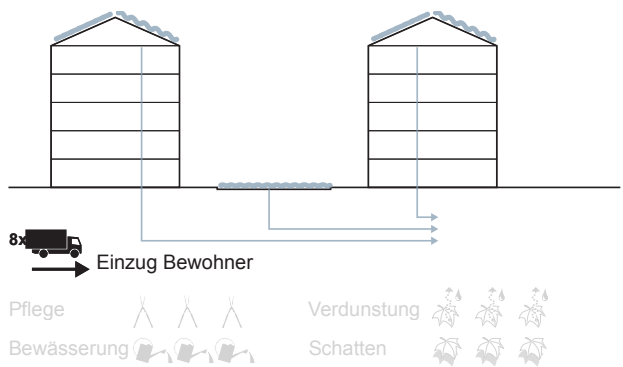 8x
Einzug Bewohner
Pflege
Verdunstung
Bewässerung
Schatten